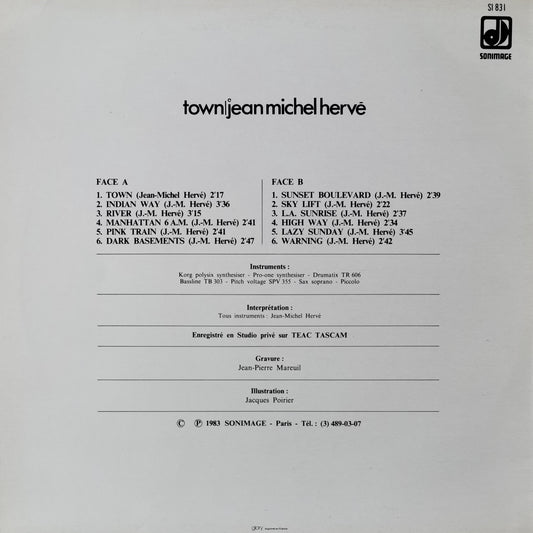 SI 831
SONIMAGE
town|jean michel hervé
FACE A
1. TOWN (Jean-Michel Hervé) 2'17
2. INDIAN WAY (J.-M. Hervé) 3'36
3. RIVER (J.-M. Hervé) 3'15
4. MANHATTAN 6 A.M. (J.-M. Hervé) 2'41
5. PINK TRAIN (J.-M. Hervé) 2'41
6. DARK BASEMENTS (J.-M. Hervé) 2'47
FACE B
1. SUNSET BOULEVARD (J.-M. Hervé) 2'39
2. SKY LIFT (J.-M. Hervé) 2'22
3. L.A. SUNRISE (J.-M. Hervé) 2'37
4. HIGH WAY (J.-M. Hervé) 2'34
5. LAZY SUNDAY (J.-M. Hervé) 3'45
6. WARNING (J.-M. Hervé) 2'42
Instruments :
Korg polysix synthesiser - Pro-one synthesiser - Drumatix TR 606
Bassline TB 303 - Pitch voltage SPV 355 - Sax soprano - Piccolo
Interprétation :
Tous instruments : Jean-Michel Hervé
Enregistré en Studio privé sur TEAC TASCAM
Gravure :
Jean-Pierre Mareuil
Illustration :
Jacques Poirier
© ℗ 1983 SONIMAGE - Paris - Tél. : (3) 489-03-07